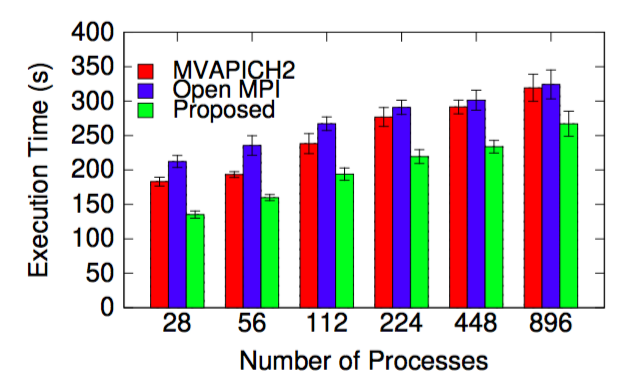 400
350
300
250
200
150
100
50
0
Execution Time (s)
MVAPICH2
Open MPI
Proposed
28 56 112 224 448 896
Number of Processes